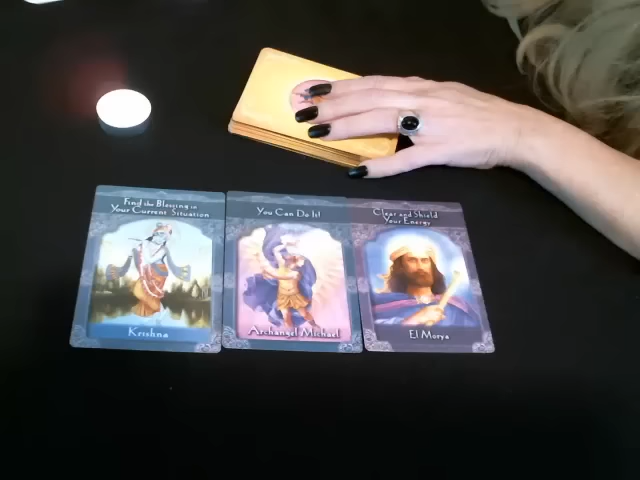 Find the Blessing in
Your Current Situation
Krishna
You Can Do It!
Archangel Michael
Clear and Shield
Your Energy
El Morya